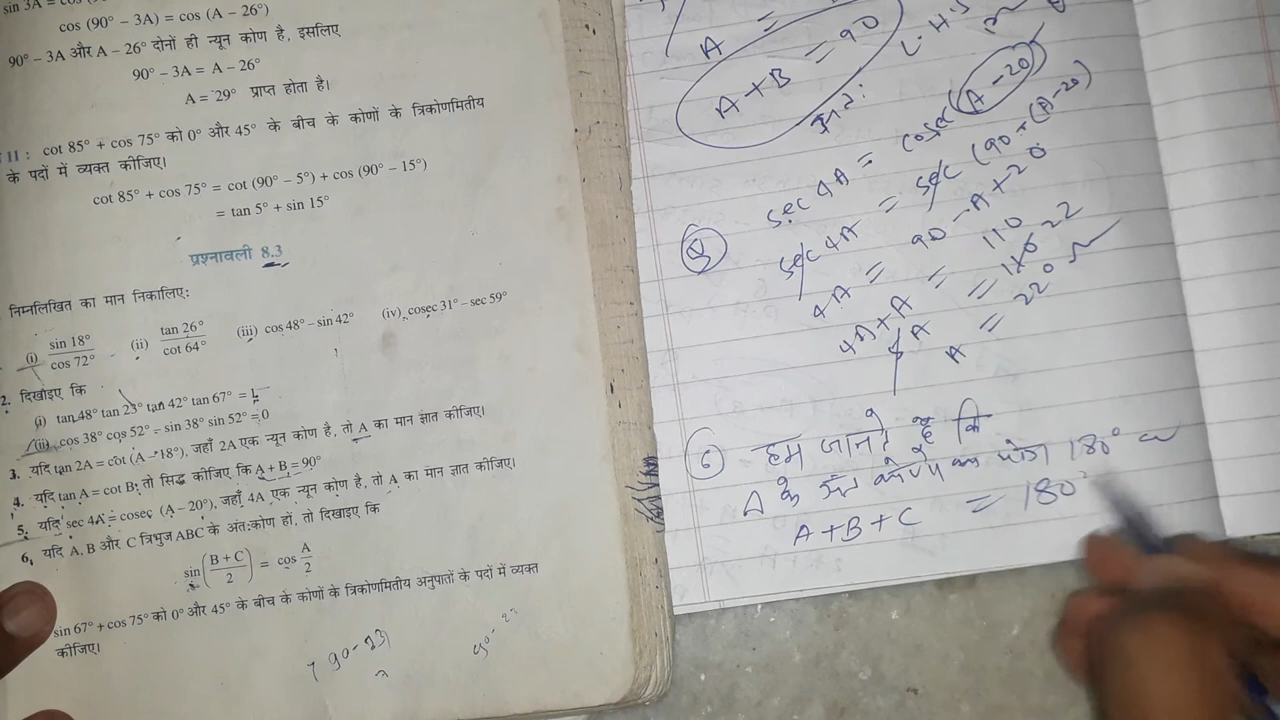 sin 3A = cos
cos (90° – 3A) = cos (A – 26°)
90° – 3A और A – 26° दोनों ही न्यून कोण है, इसलिए
90° – 3A = A – 26°
A = 29° प्राप्त होता है।
11 : cot 85° + cos 75° को 0° और 45° के बीच के कोणों के त्रिकोणमितीय
के पदों में व्यक्त कीजिए।
cot 85° + cos 75° = cot (90° – 5°) + cos (90° – 15°)
= tan 5° + sin 15°
प्रश्नावली 8.3
निम्नलिखित का मान निकालिए:
(i) sin 18° / cos 72° (ii) tan 26° / cot 64° (iii) cos 48° – sin 42° (iv) cosec 31° – sec 59°
2. दिखाइए कि
(i) tan 48° tan 23° tan 42° tan 67° = 1
(ii) cos 38° cos 52° – sin 38° sin 52° = 0
3. यदि tan 2A = cot (A – 18°), जहाँ 2A एक न्यून कोण है, तो A का मान ज्ञात कीजिए।
4. यदि tan A = cot B, तो सिद्ध कीजिए कि A + B = 90°
5. यदि sec 4A = cosec (A – 20°), जहाँ 4A एक न्यून कोण है, तो A का मान ज्ञात कीजिए।
6. यदि A, B और C त्रिभुज ABC के अंत:कोण हों, तो दिखाइए कि
sin ((B + C) / 2) = cos A / 2
sin 67° + cos 75° को 0° और 45° के बीच के कोणों के त्रिकोणमितीय अनुपातों के पदों में व्यक्त
कीजिए।
A =
A + B = 90
L.H.S
sec 4A = cosec (A – 20)
sec 4A = sec (90 – (A – 20)
4A = 90 – A + 20
4A + A = 110
A = 110 22
A = 22°
6 हम जानते है कि
Δ के अंतः कोणों का योग 180°
A + B + C = 180°